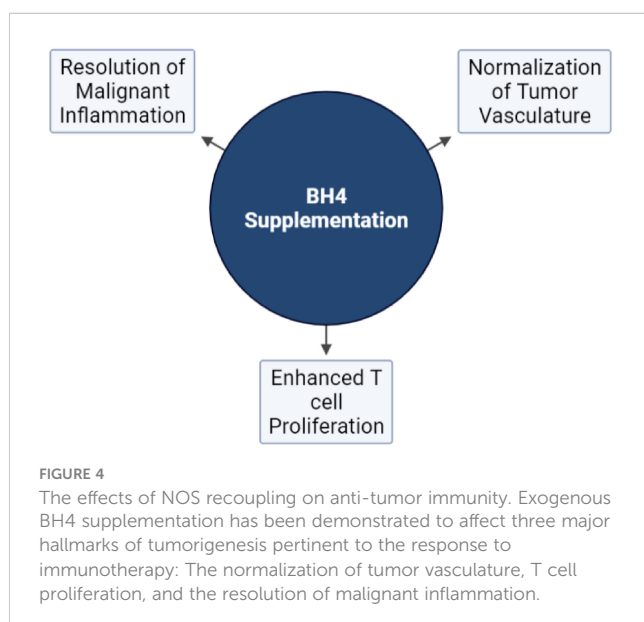 Resolution of
Malignant
Inflammation
Normalization
of Tumor
Vasculature
BH4
Supplementation
Enhanced T
cell
Proliferation
FIGURE 4
The effects of NOS recoupling on anti-tumor immunity. Exogenous
BH4 supplementation has been demonstrated to affect three major
hallmarks of tumorigenesis pertinent to the response to
immunotherapy: The normalization of tumor vasculature, T cell
proliferation, and the resolution of malignant inflammation.